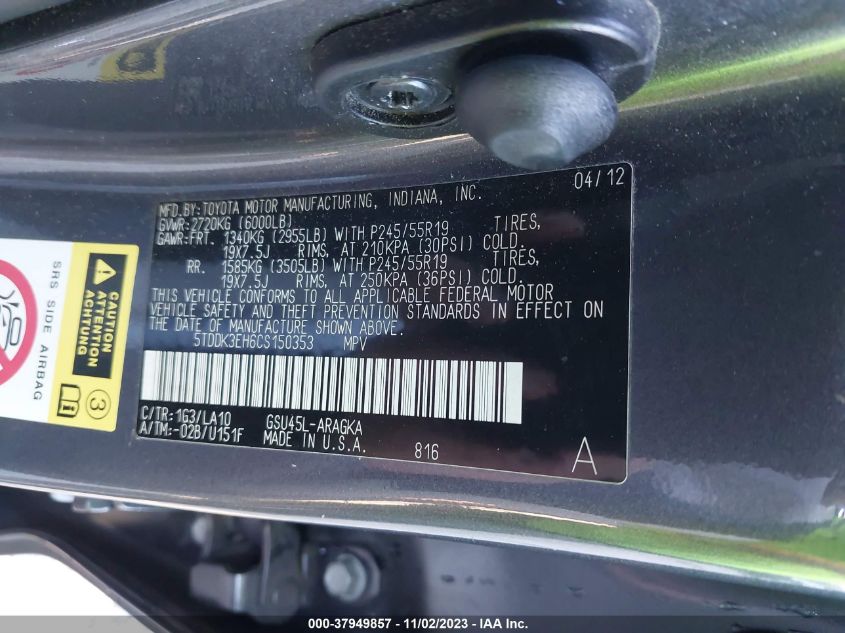 04/12
MFD.BY:TOYOTA MOTOR MANUFACTURING, INDIANA, INC.
GVWR: 2720KG (6000LB)
GAWR:FRT. 1340KG (2955LB) WITH P245/55R19 TIRES,
19X7.5J RIMS, AT 210KPA (30PSI) COLD.
RR. 1585KG (3505LB) WITH P245/55R19 TIRES,
19X7.5J RIMS, AT 250KPA (36PSI) COLD.
THIS VEHICLE CONFORMS TO ALL APPLICABLE FEDERAL MOTOR
VEHICLE SAFETY AND THEFT PREVENTION STANDARDS IN EFFECT ON
THE DATE OF MANUFACTURE SHOWN ABOVE.
5TDDK3EH6CS150353 MPV
C/TR:1G3/LA10 GSU45L-ARAGKA
A/TM:-02B/U151F MADE IN U.S.A.
816
A
SRS SIDE AIRBAG
CAUTION
ATTENTION
ACHTUNG
3
000-37949857 - 11/02/2023 - IAA Inc.